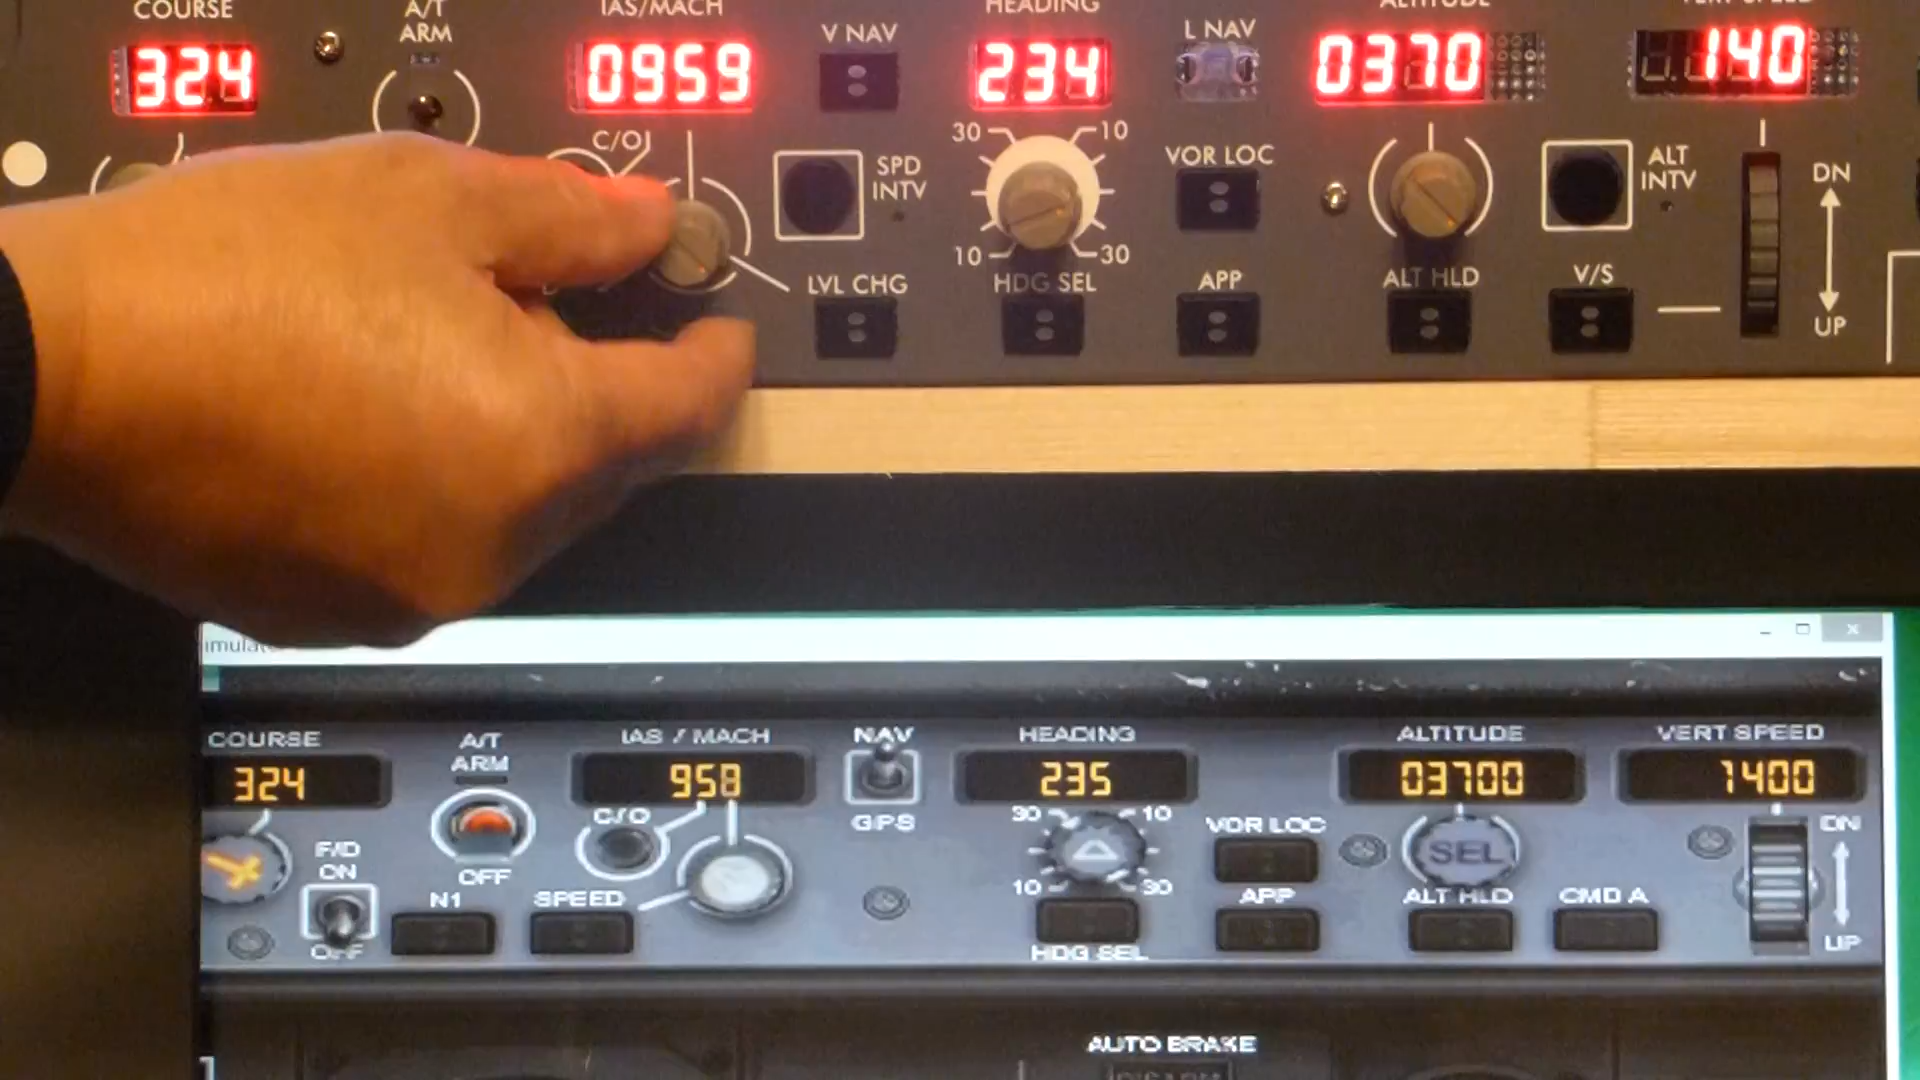 COURSE A/T ARM IAS/MACH V NAV HEADING L NAV ALTITUDE VERT SPEED
324 0959 234 0370 140
C/O 30 10 VOR LOC
SPD INTV ALT INTV DN
10 30
LVL CHG HDG SEL APP ALT HLD V/S UP
COURSE A/T ARM IAS / MACH NAV HEADING ALTITUDE VERT SPEED
324 958 235 03700 1400
C/O GPS 30 10 VOR LOC DN
F/D ON SEL
OFF 10 30
N1 SPEED APP ALT HLD CMD A
OFF HDG SEL UP
AUTO BRAKE